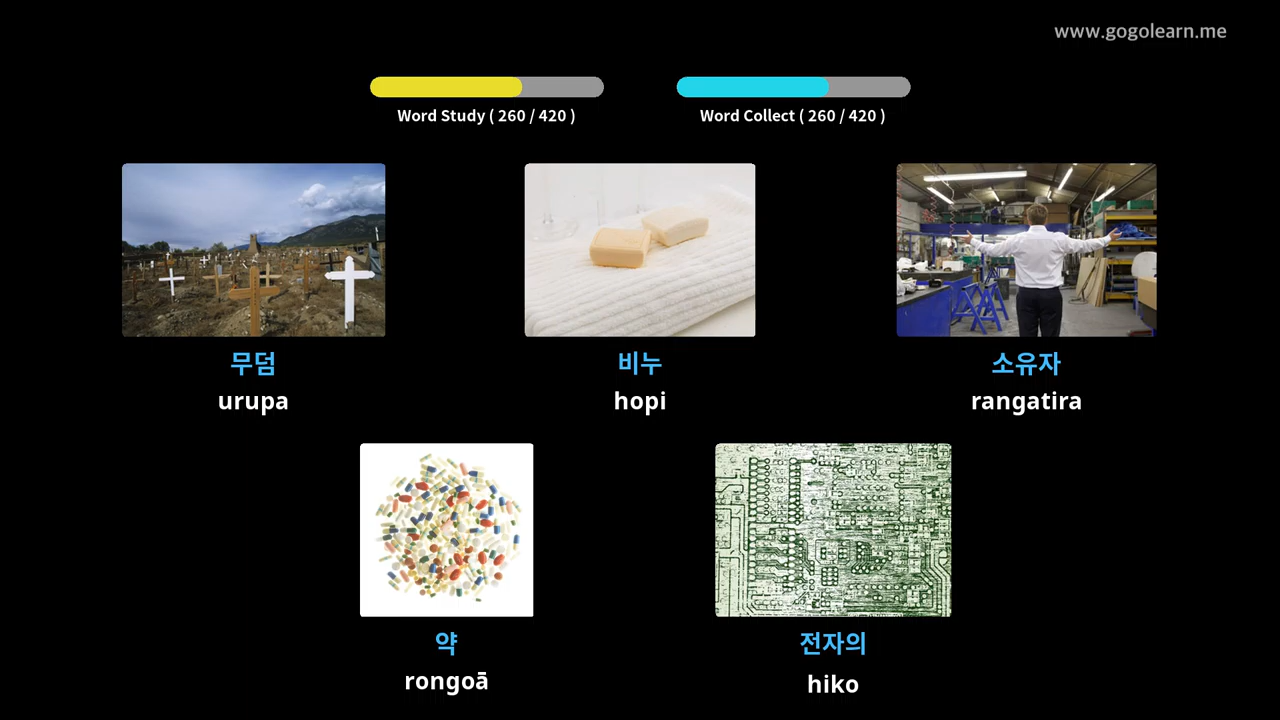 www.gogolearn.me
Word Study ( 260 / 420 )
Word Collect ( 260 / 420 )
무덤
urupa
비누
hopi
소유자
rangatira
약
rongoā
전자의
hiko